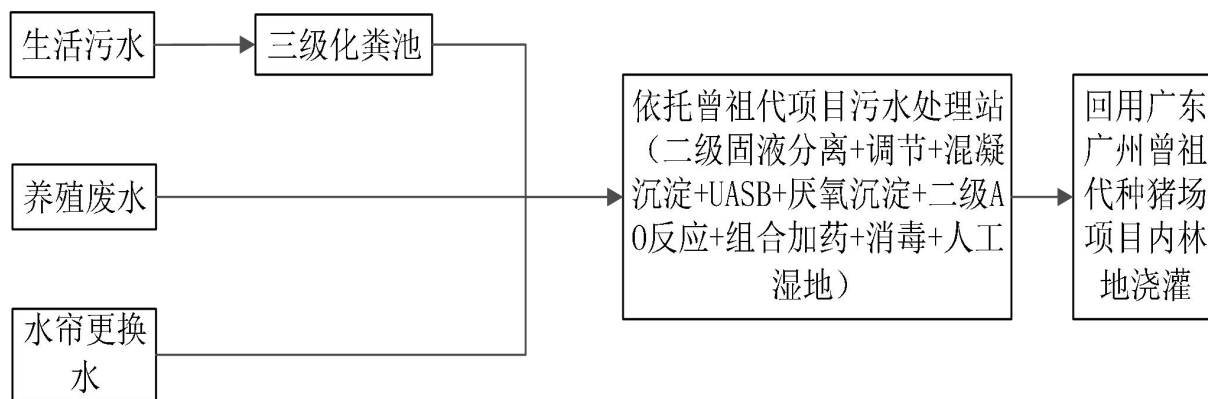 生活污水
三级化粪池
养殖废水
水帘更换
水
依托曾祖代项目污水处理站
（二级固液分离+调节+混凝
沉淀+UASB+厌氧沉淀+二级A
O反应+组合加药+消毒+人工
湿地）
回用广东
广州曾祖
代种猪场
项目内林
地浇灌